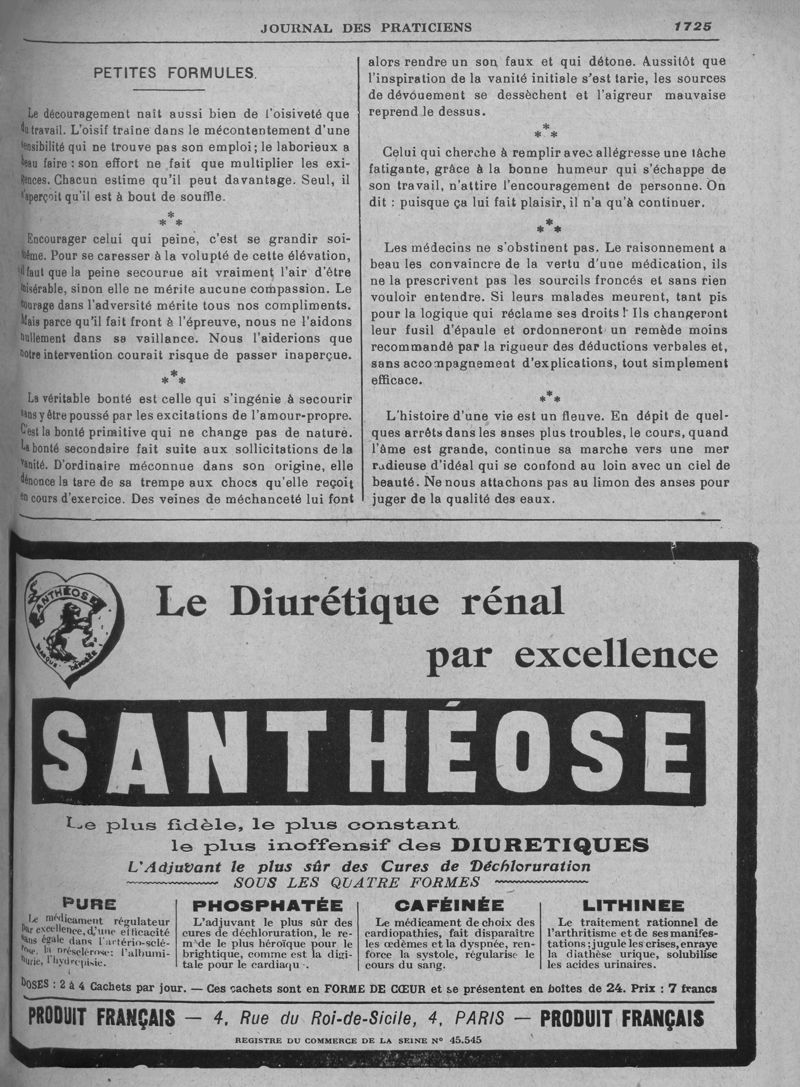 JOURNAL DES PRATICIENS
1725
PETITES FORMULES.
Le découragement naît aussi bien de l'oisiveté que
du travail. L'oisif traîne dans le mécontentement d'une
sensibilité qui ne trouve pas son emploi; le laborieux a
beau faire : son effort ne fait que multiplier les exi-
gences. Chacun estime qu'il peut davantage. Seul, il
s'aperçoit qu'il est à bout de souffle.
* * *
Encourager celui qui peine, c'est se grandir soi-
même. Pour se caresser à la volupté de cette élévation,
il faut que la peine secourue ait vraiment l'air d'être
misérable, sinon elle ne mérite aucune compassion. Le
courage dans l'adversité mérite tous nos compliments.
Mais parce qu'il fait front à l'épreuve, nous ne l'aidons
nullement dans sa vaillance. Nous l'aiderions que
notre intervention courait risque de passer inaperçue.
* * *
La véritable bonté est celle qui s'ingénie à secourir
sans y être poussé par les excitations de l'amour-propre.
C'est la bonté primitive qui ne change pas de nature.
La bonté secondaire fait suite aux sollicitations de la
vanité. D'ordinaire méconnue dans son origine, elle
dénonce la tare de sa trempe aux chocs qu'elle reçoit
en cours d'exercice. Des veines de méchanceté lui font
alors rendre un son faux et qui détone. Aussitôt que
l'inspiration de la vanité initiale s'est tarie, les sources
de dévouement se dessèchent et l'aigreur mauvaise
reprend le dessus.
* * *
Celui qui cherche à remplir avec allégresse une tâche
fatigante, grâce à la bonne humeur qui s'échappe de
son travail, n'attire l'encouragement de personne. On
dit : puisque ça lui fait plaisir, il n'a qu'à continuer.
* * *
Les médecins ne s'obstinent pas. Le raisonnement a
beau les convaincre de la vertu d'une médication, ils
ne la prescrivent pas les sourcils froncés et sans rien
vouloir entendre. Si leurs malades meurent, tant pis
pour la logique qui réclame ses droits! Ils changeront
leur fusil d'épaule et ordonneront un remède moins
recommandé par la rigueur des déductions verbales et,
sans accompagnement d'explications, tout simplement
efficace.
* * *
L'histoire d'une vie est un fleuve. En dépit de quel-
ques arrêts dans les anses plus troubles, le cours, quand
l'âme est grande, continue sa marche vers une mer
radieuse d'idéal qui se confond au loin avec un ciel de
beauté. Ne nous attachons pas au limon des anses pour
juger de la qualité des eaux.
SANTHÉOSE
MARQUE DÉPOSÉE
Le Diurétique rénal
par excellence
SANTHÉOSE
Le plus fidèle, le plus constant
le plus inoffensif des DIURETIQUES
L'Adjuvant le plus sûr des Cures de Déchloruration
SOUS LES QUATRE FORMES
PURE
Le médicament régulateur
par excellence, d'une efficacité
sans égale dans l'artério-sclé-
rose, la présclérose: l'albumi-
nurie, l'hydropisie.
PHOSPHATÉE
L'adjuvant le plus sûr des
cures de déchloruration, le re-
mède le plus héroïque pour le
brightique, comme est la digi-
tale pour le cardiaque.
CAFÉINÉE
Le médicament de choix des
cardiopathies, fait disparaître
les œdèmes et la dyspnée, ren-
force la systole, régularise le
cours du sang.
LITHINEE
Le traitement rationnel de
l'arthritisme et de ses manifes-
tations; jugule les crises, enraye
la diathèse urique, solubilise
les acides urinaires.
DOSES : 2 à 4 Cachets par jour. — Ces cachets sont en FORME DE CŒUR et se présentent en boîtes de 24. Prix : 7 francs
PRODUIT FRANÇAIS — 4, Rue du Roi-de-Sicile, 4, PARIS — PRODUIT FRANÇAIS
REGISTRE DU COMMERCE DE LA SEINE N° 45.545